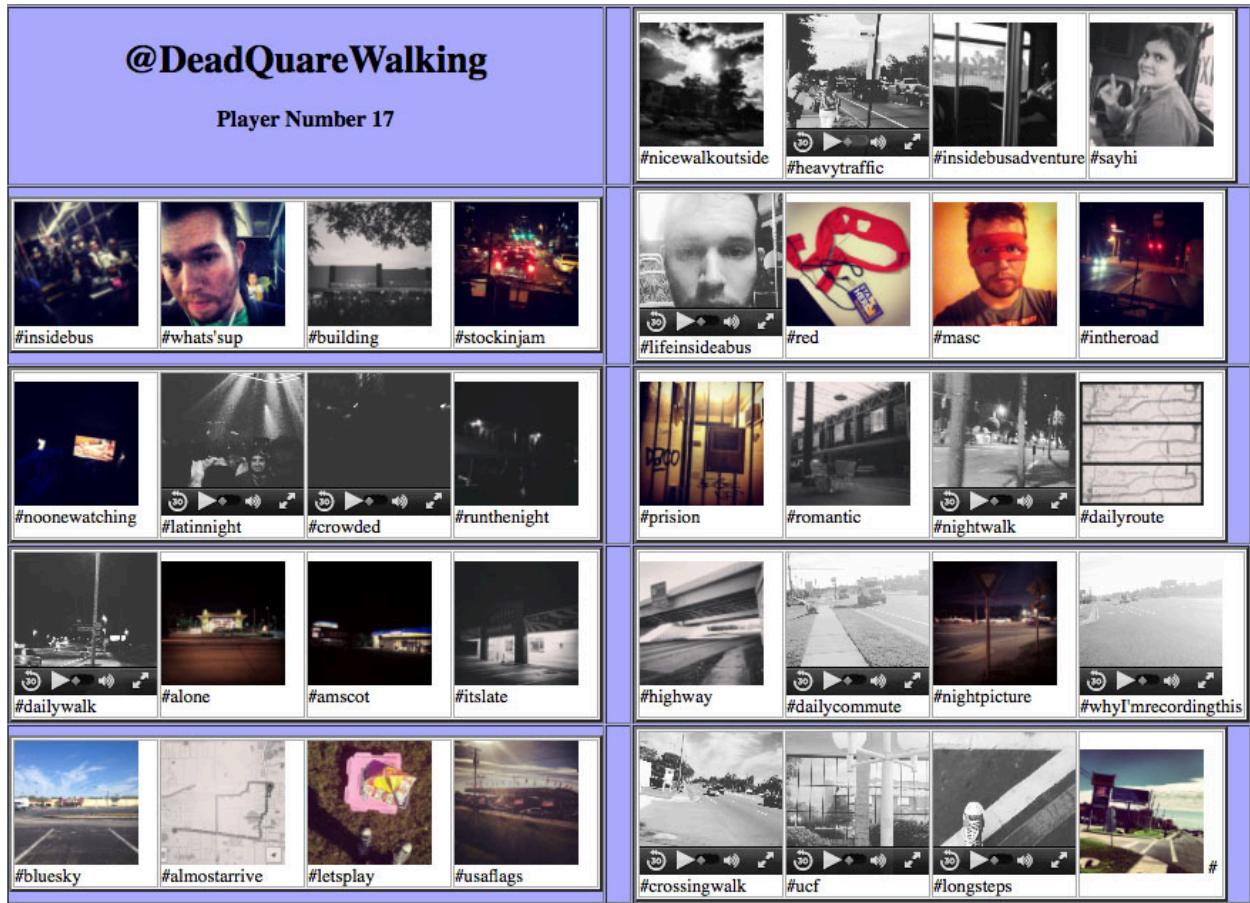 @DeadQuareWalking
Player Number 17
#nicewalkoutside
#heavytraffic
#insidebusadventure
#sayhi
#insidebus
#whats'sup
#building
#stockinjam
#lifeinsideabus
#red
#masc
#intheroad
#noonewatching
#latinnight
#crowded
#runthenight
#prision
#romantic
#nightwalk
#dailyroute
#dailywalk
#alone
#amscot
#itslate
#highway
#dailycommute
#nightpicture
#whyI'mrecordingthis
#bluesky
#almostarrive
#letsplay
#usaflags
#crossingwalk
#ucf
#longsteps
#